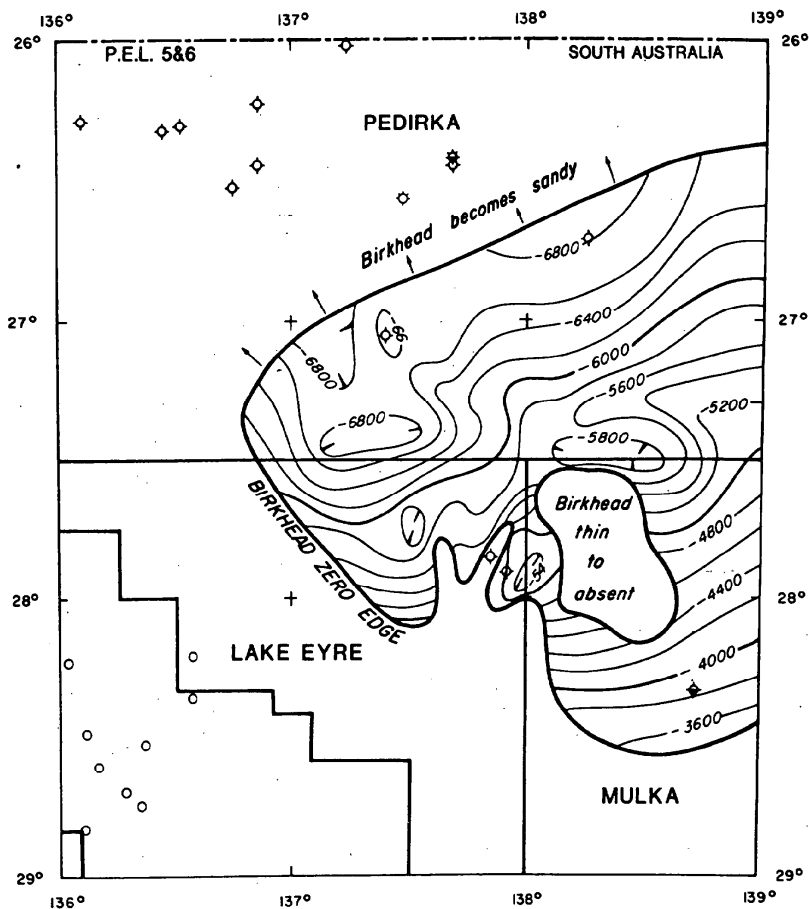 136° 137° 138° 139°
26° 26°
P.E.L. 5&6 SOUTH AUSTRALIA
PEDIRKA
Birkhead becomes sandy
-6800
27° -66 -6400 27°
-6800 -6000
-5600
-6800 -5200
-5800
BIRKHEAD ZERO EDGE
Birkhead
thin
to
absent
-4800
-54
-4400
28° 28°
LAKE EYRE
-4000
-3600
MULKA
29° 29°
136° 137° 138° 139°